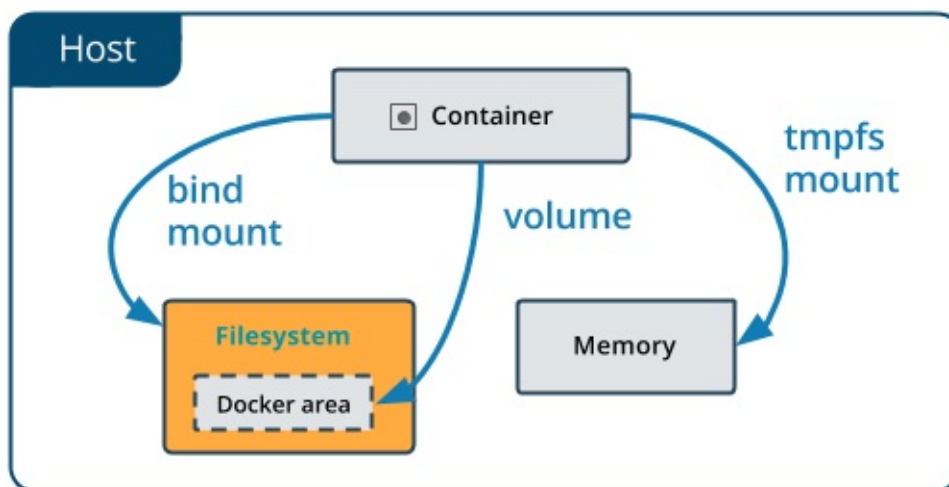 Host
Container
bind
mount
volume
tmpfs
mount
Filesystem
Docker area
Memory